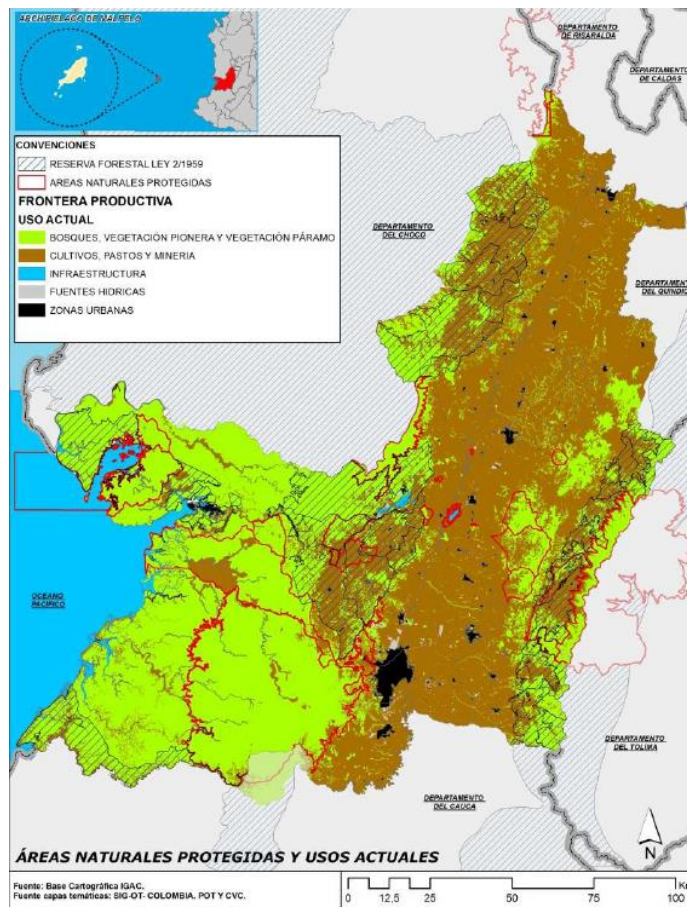 ARCHIPIELAGO DE MALPELO
DEPARTAMENTO
DE RISARALDA
DEPARTAMENTO
DE CALDAS
CONVENCIONES
RESERVA FORESTAL LEY 2/1959
AREAS NATURALES PROTEGIDAS
FRONTERA PRODUCTIVA
USO ACTUAL
BOSQUES, VEGETACIÓN PIONERA Y VEGETACIÓN PÁRAMO
CULTIVOS, PASTOS Y MINERIA
INFRAESTRUCTURA
FUENTES HIDRICAS
ZONAS URBANAS
DEPARTAMENTO
DEL CHOCO
DEPARTAMENTO
DEL QUINDIO
OCEANO
PACIFICO
DEPARTAMENTO
DEL TOLIMA
DEPARTAMENTO
DEL CAUCA
N
ÁREAS NATURALES PROTEGIDAS Y USOS ACTUALES
Fuente: Base Cartográfica IGAC.
Fuente capas temáticas: SIG-OT- COLOMBIA. POT Y CVC.
0 12.5 25 50 75 100